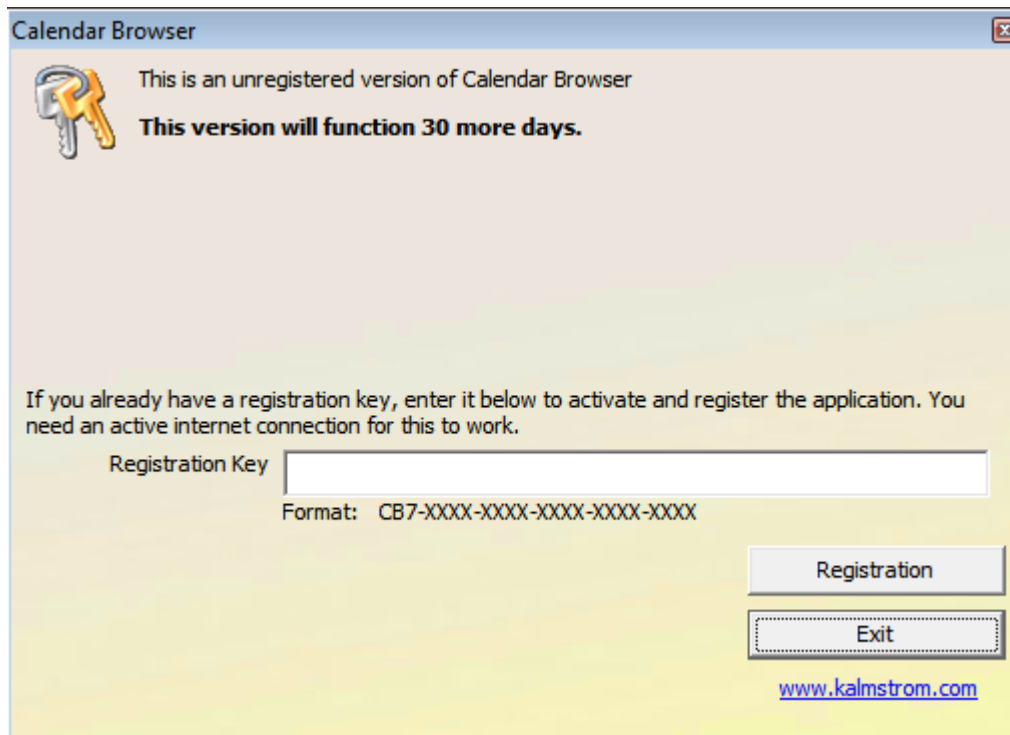 Calendar Browser
This is an unregistered version of Calendar Browser
This version will function 30 more days.
If you already have a registration key, enter it below to activate and register the application. You
need an active internet connection for this to work.
Registration Key
Format: CB7-XXXX-XXXX-XXXX-XXXX-XXXX
Registration
Exit
www.kalmstrom.com